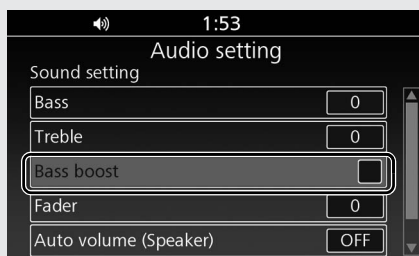 1:53
Audio setting
Sound setting
Bass 0
Treble 0
Bass boost
Fader 0
Auto volume (Speaker) OFF